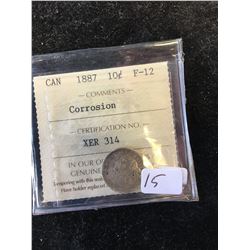 CAN 1887 10¢ F-12
COMMENTS
Corrosion
CERTIFICATION NO.
XER 314
IN OUR O
GENUINE
15